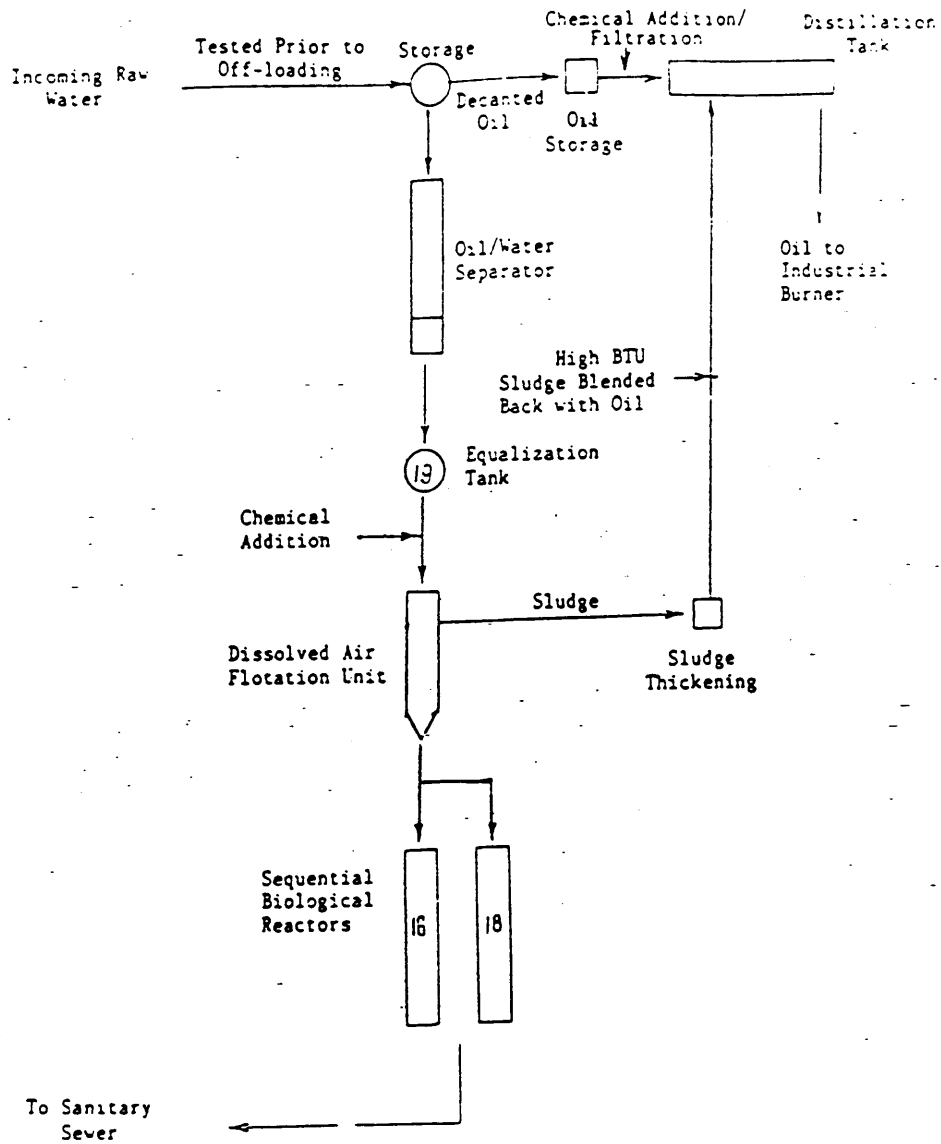 Chemical Addition/
Filtration
Distillation
Tank
Tested Prior to
Off-loading
Storage
Incoming Raw
Water
Decanted
Oil
Oil
Storage
Oil/Water
Separator
Oil to
Industrial
Burner
High BTU
Sludge Blended
Back with Oil
Equalization
Tank
19
Chemical
Addition
Sludge
Dissolved Air
Flotation Unit
Sludge
Thickening
Sequential
Biological
Reactors
16
18
To Sanitary
Sewer